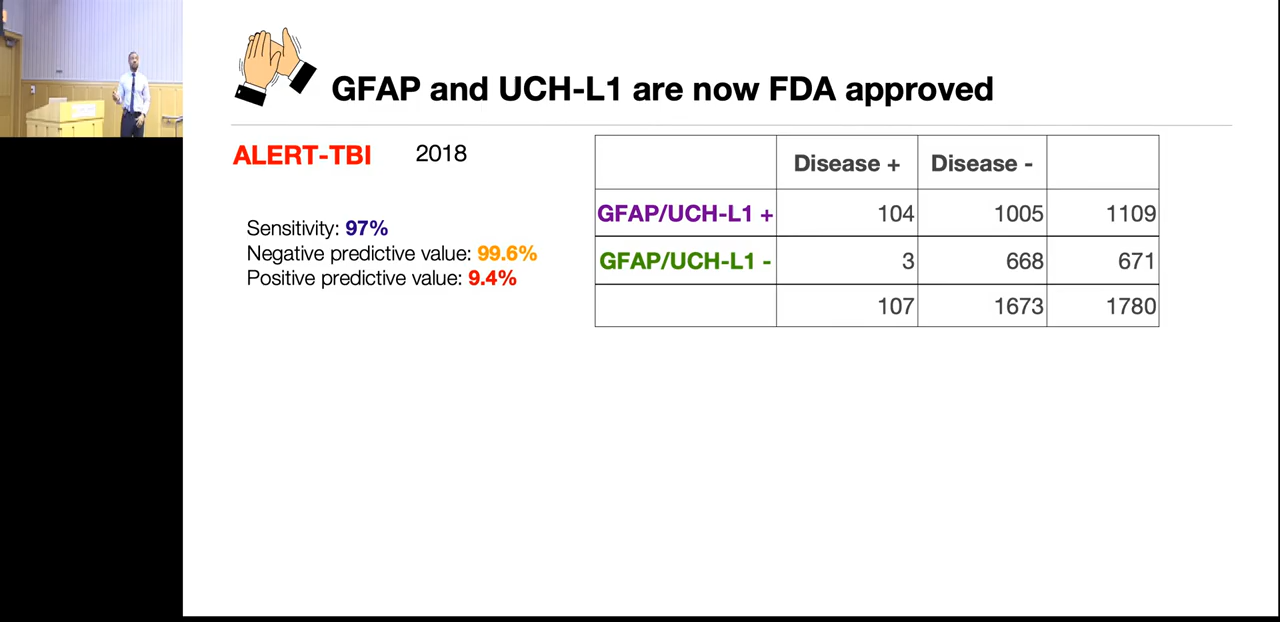 GFAP and UCH-L1 are now FDA approved
ALERT-TBI 2018
Sensitivity: 97%
Negative predictive value: 99.6%
Positive predictive value: 9.4%
Disease + Disease -
GFAP/UCH-L1 + 104 1005 1109
GFAP/UCH-L1 - 3 668 671
107 1673 1780